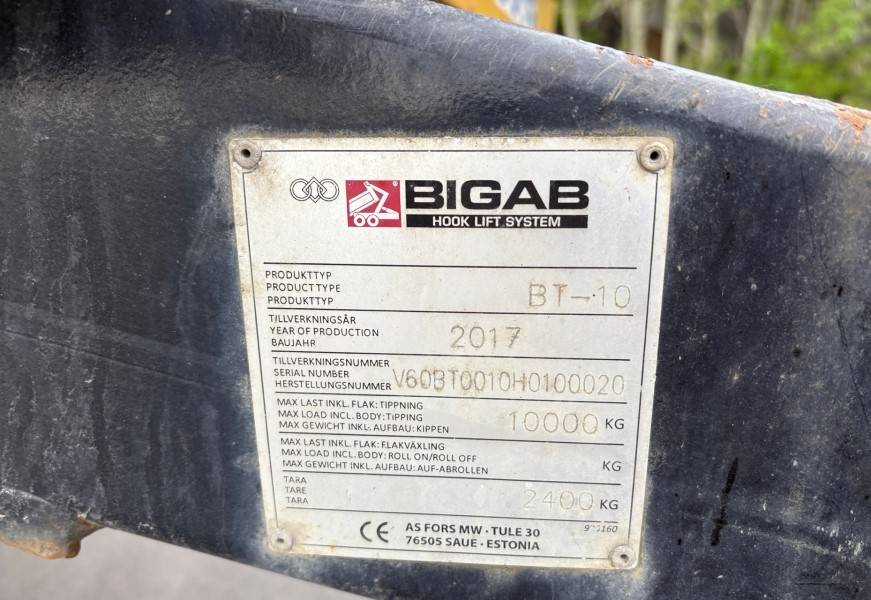 BIGAB
HOOK LIFT SYSTEM
PRODUKTTYP
PRODUCTTYPE
PRODUKTTYP
BT-10
TILLVERKNINGSÅR
YEAR OF PRODUCTION
BAUJAHR
2017
TILLVERKNINGSNUMMER
SERIAL NUMBER
HERSTELLUNGSNUMMER
V60BT0010H0100020
MAX LAST INKL. FLAK: TIPPNING
MAX LOAD INCL. BODY: TIPPING
MAX GEWICHT INKL. AUFBAU: KIPPEN
10000 KG
MAX LAST INKL. FLAK: FLAKVÄXLING
MAX LOAD INCL. BODY: ROLL ON/ROLL OFF
MAX GEWICHT INKL. AUFBAU: AUF-ABROLLEN
KG
TARA
TARE
TARA
2400 KG
CE
AS FORS MW · TULE 30
76505 SAUE · ESTONIA